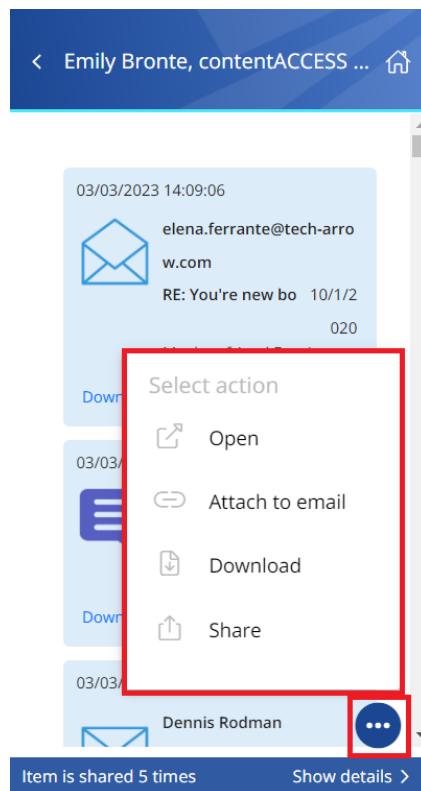 Emily Bronte, contentACCESS ...
03/03/2023 14:09:06
elena.ferrante@tech-arro
w.com
RE: You're new bo 10/1/2
020
Down
Select action
Open
Attach to email
Download
Share
03/03/
Down
03/03/
Dennis Rodman
Item is shared 5 times Show details >